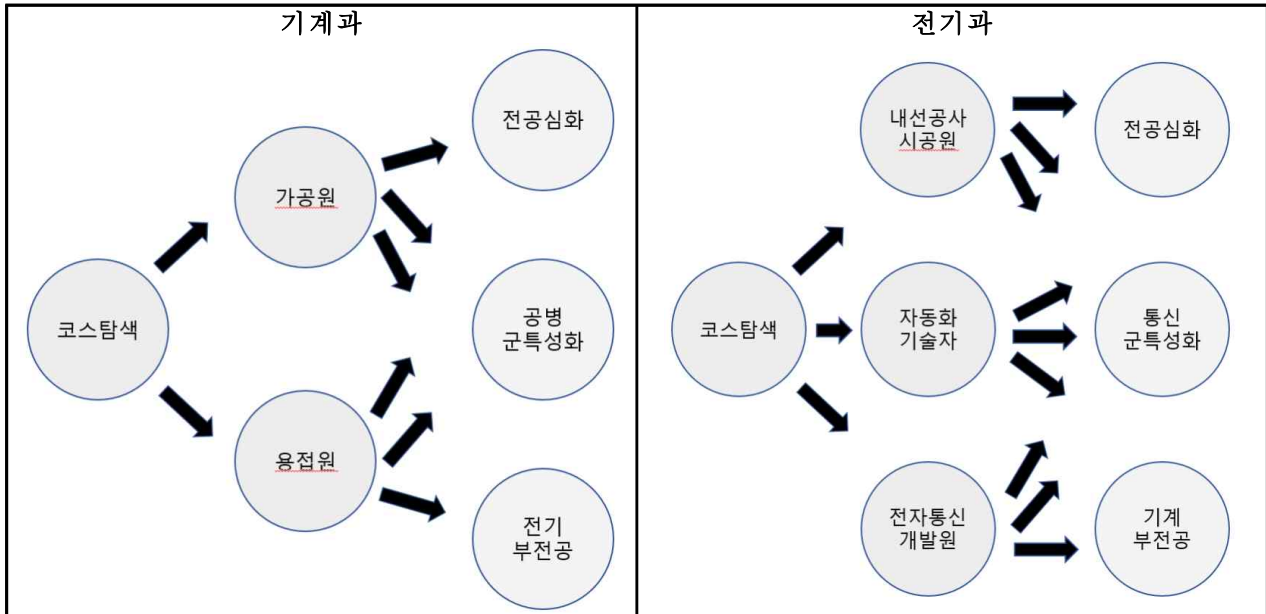 기계과
전공심화
가공원
코스탐색
공병
군특성화
용접원
전기
부전공
전기과
내선공사
시공원
전공심화
코스탐색
자동화
기술자
통신
군특성화
전자통신
개발원
기계
부전공